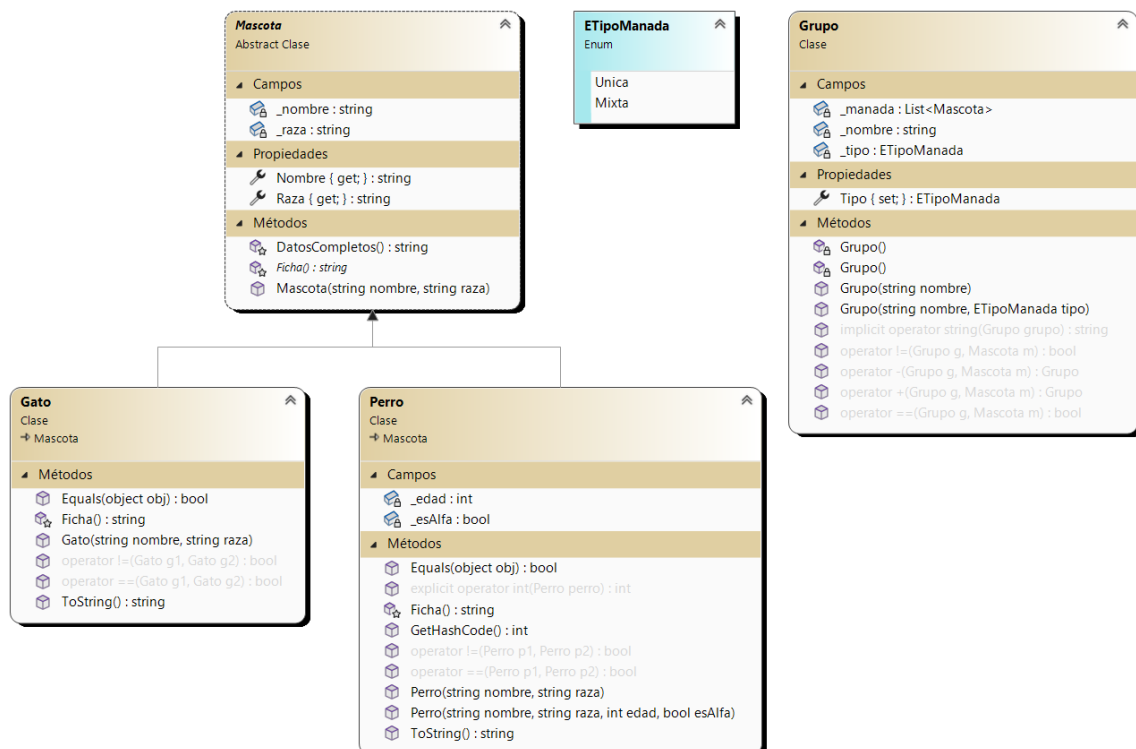 Mascota
Abstract Clase
Campos
_nombre : string
_raza : string
Propiedades
Nombre { get; } : string
Raza { get; } : string
Métodos
DatosCompletos() : string
Ficha() : string
Mascota(string nombre, string raza)
ETipoManada
Enum
Unica
Mixta
Grupo
Clase
Campos
_manada : List<Mascota>
_nombre : string
_tipo : ETipoManada
Propiedades
Tipo { set; } : ETipoManada
Métodos
Grupo()
Grupo()
Grupo(string nombre)
Grupo(string nombre, ETipoManada tipo)
implicit operator string(Grupo grupo) : string
operator !=(Grupo g, Mascota m) : bool
operator -(Grupo g, Mascota m) : Grupo
operator +(Grupo g, Mascota m) : Grupo
operator ==(Grupo g, Mascota m) : bool
Gato
Clase
Mascota
Métodos
Equals(object obj) : bool
Ficha() : string
Gato(string nombre, string raza)
operator !=(Gato g1, Gato g2) : bool
operator ==(Gato g1, Gato g2) : bool
ToString() : string
Perro
Clase
Mascota
Campos
_edad : int
_esAlfa : bool
Métodos
Equals(object obj) : bool
explicit operator int(Perro perro) : int
Ficha() : string
GetHashCode() : int
operator !=(Perro p1, Perro p2) : bool
operator ==(Perro p1, Perro p2) : bool
Perro(string nombre, string raza)
Perro(string nombre, string raza, int edad, bool esAlfa)
ToString() : string